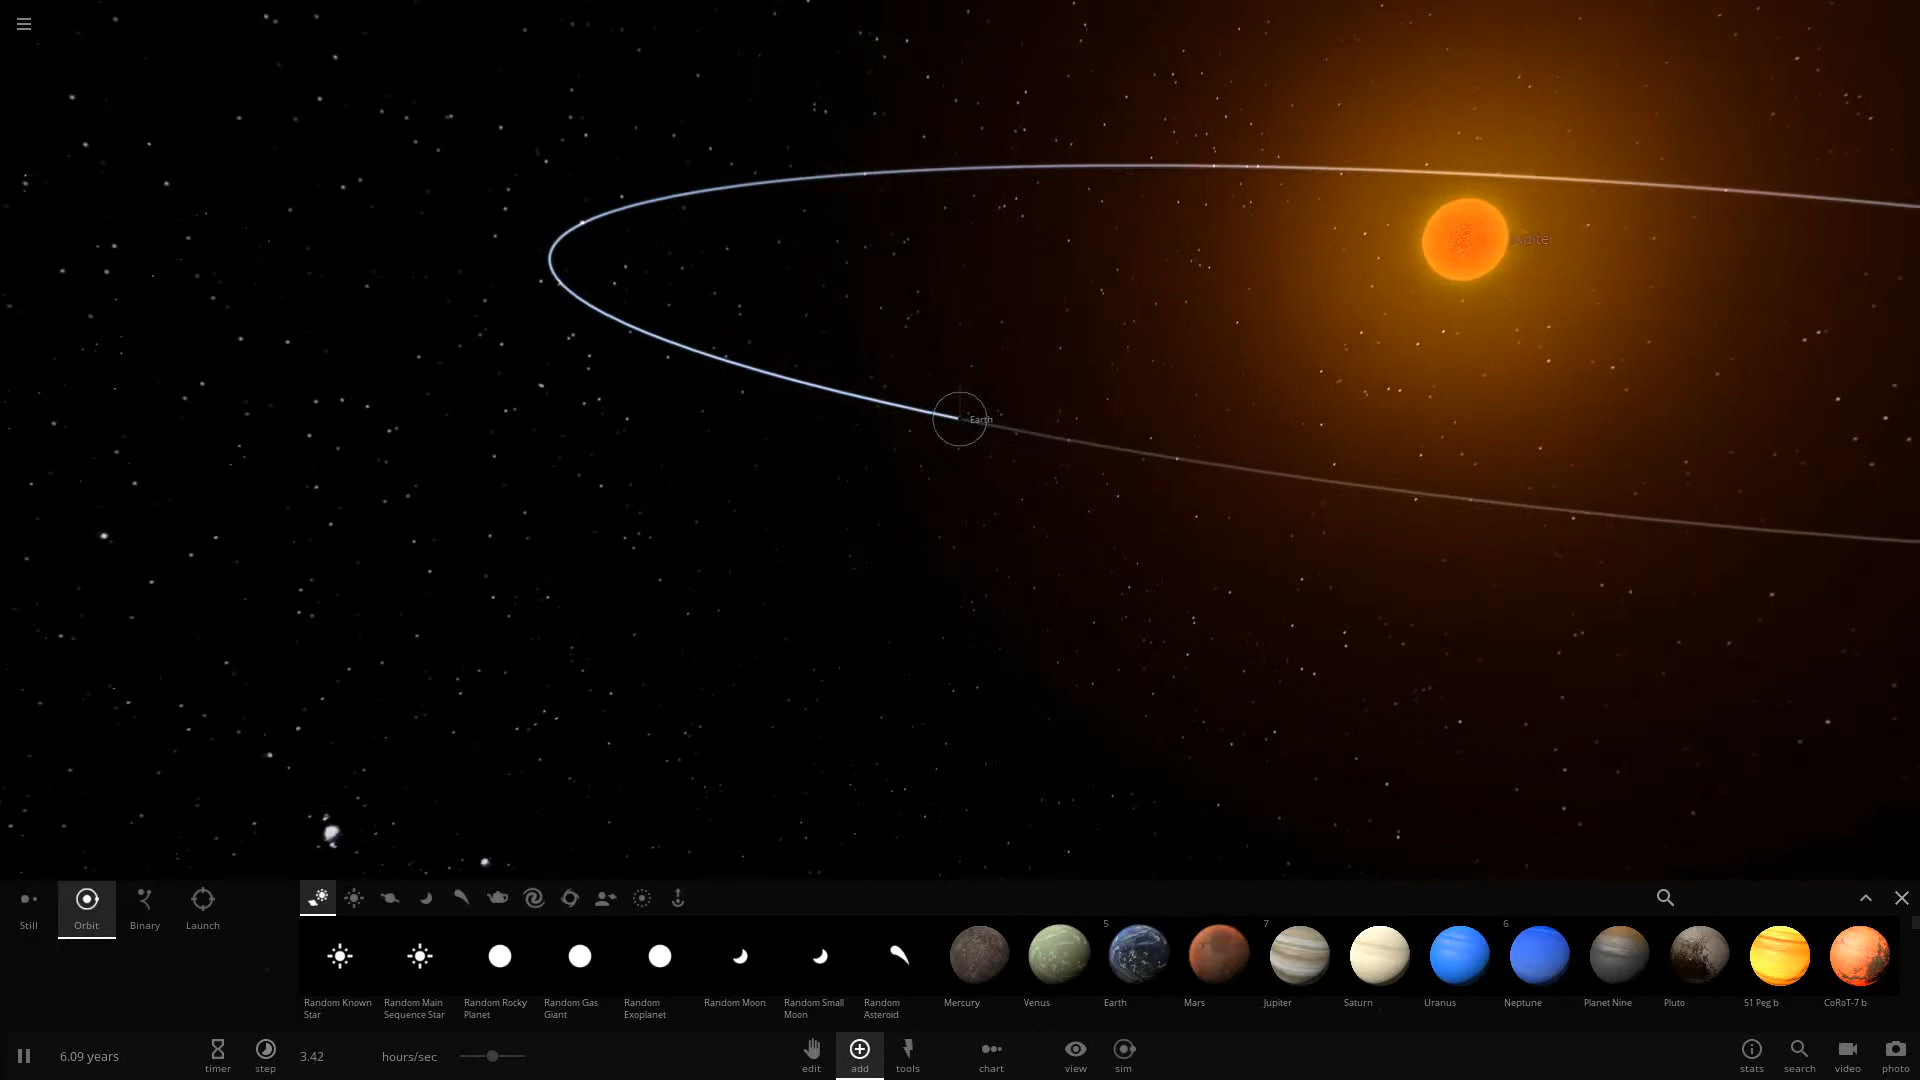 Jupiter
Earth
Still
Orbit
Binary
Launch
5
7
6
Random Known
Star
Random Main
Sequence Star
Random Rocky
Planet
Random Gas
Giant
Random
Exoplanet
Random Moon
Random Small
Moon
Random
Asteroid
Mercury
Venus
Earth
Mars
Jupiter
Saturn
Uranus
Neptune
Planet Nine
Pluto
51 Peg b
CoRoT-7 b
6.09 years
timer
step
3.42
hours/sec
edit
add
tools
chart
view
sim
stats
search
video
photo